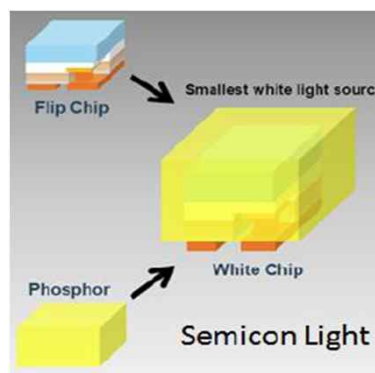 Smallest white light sourc
Flip Chip
White Chip
Phosphor
Semicon Light